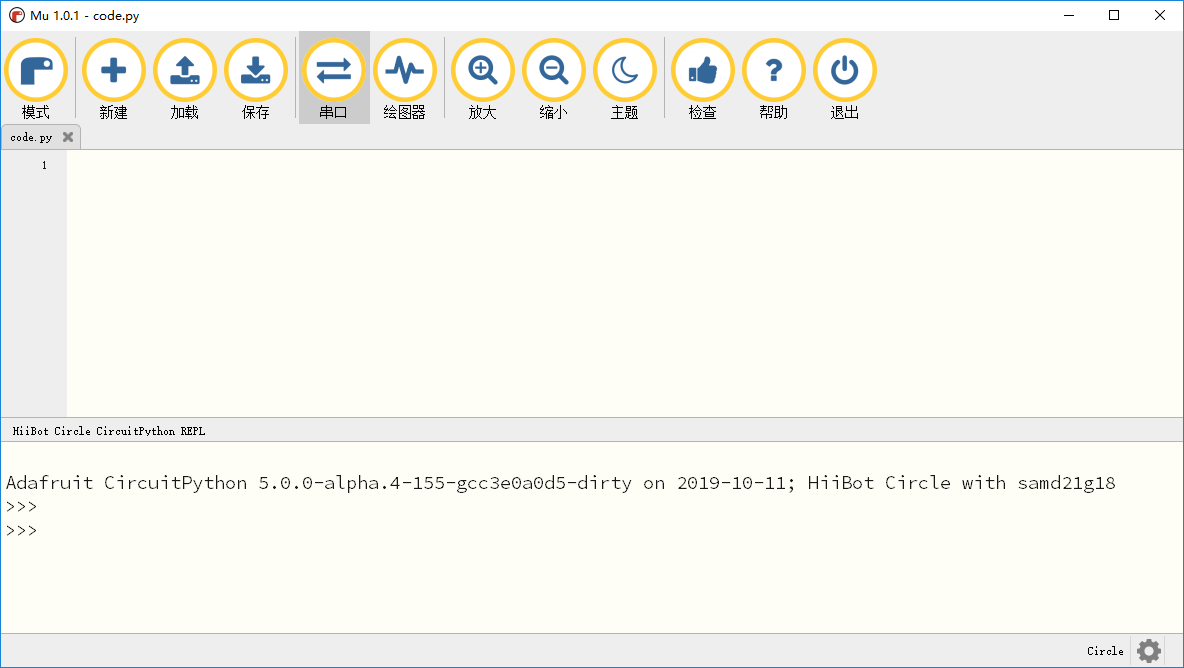 Mu 1.0.1 - code.py
模式 新建 加载 保存 串口 绘图器 放大 缩小 主题 检查 帮助 退出
code.py
1
HiiBot Circle CircuitPython REPL
Adafruit CircuitPython 5.0.0-alpha.4-155-gcc3e0a0d5-dirty on 2019-10-11; HiiBot Circle with samd21g18
>>>
>>>
Circle